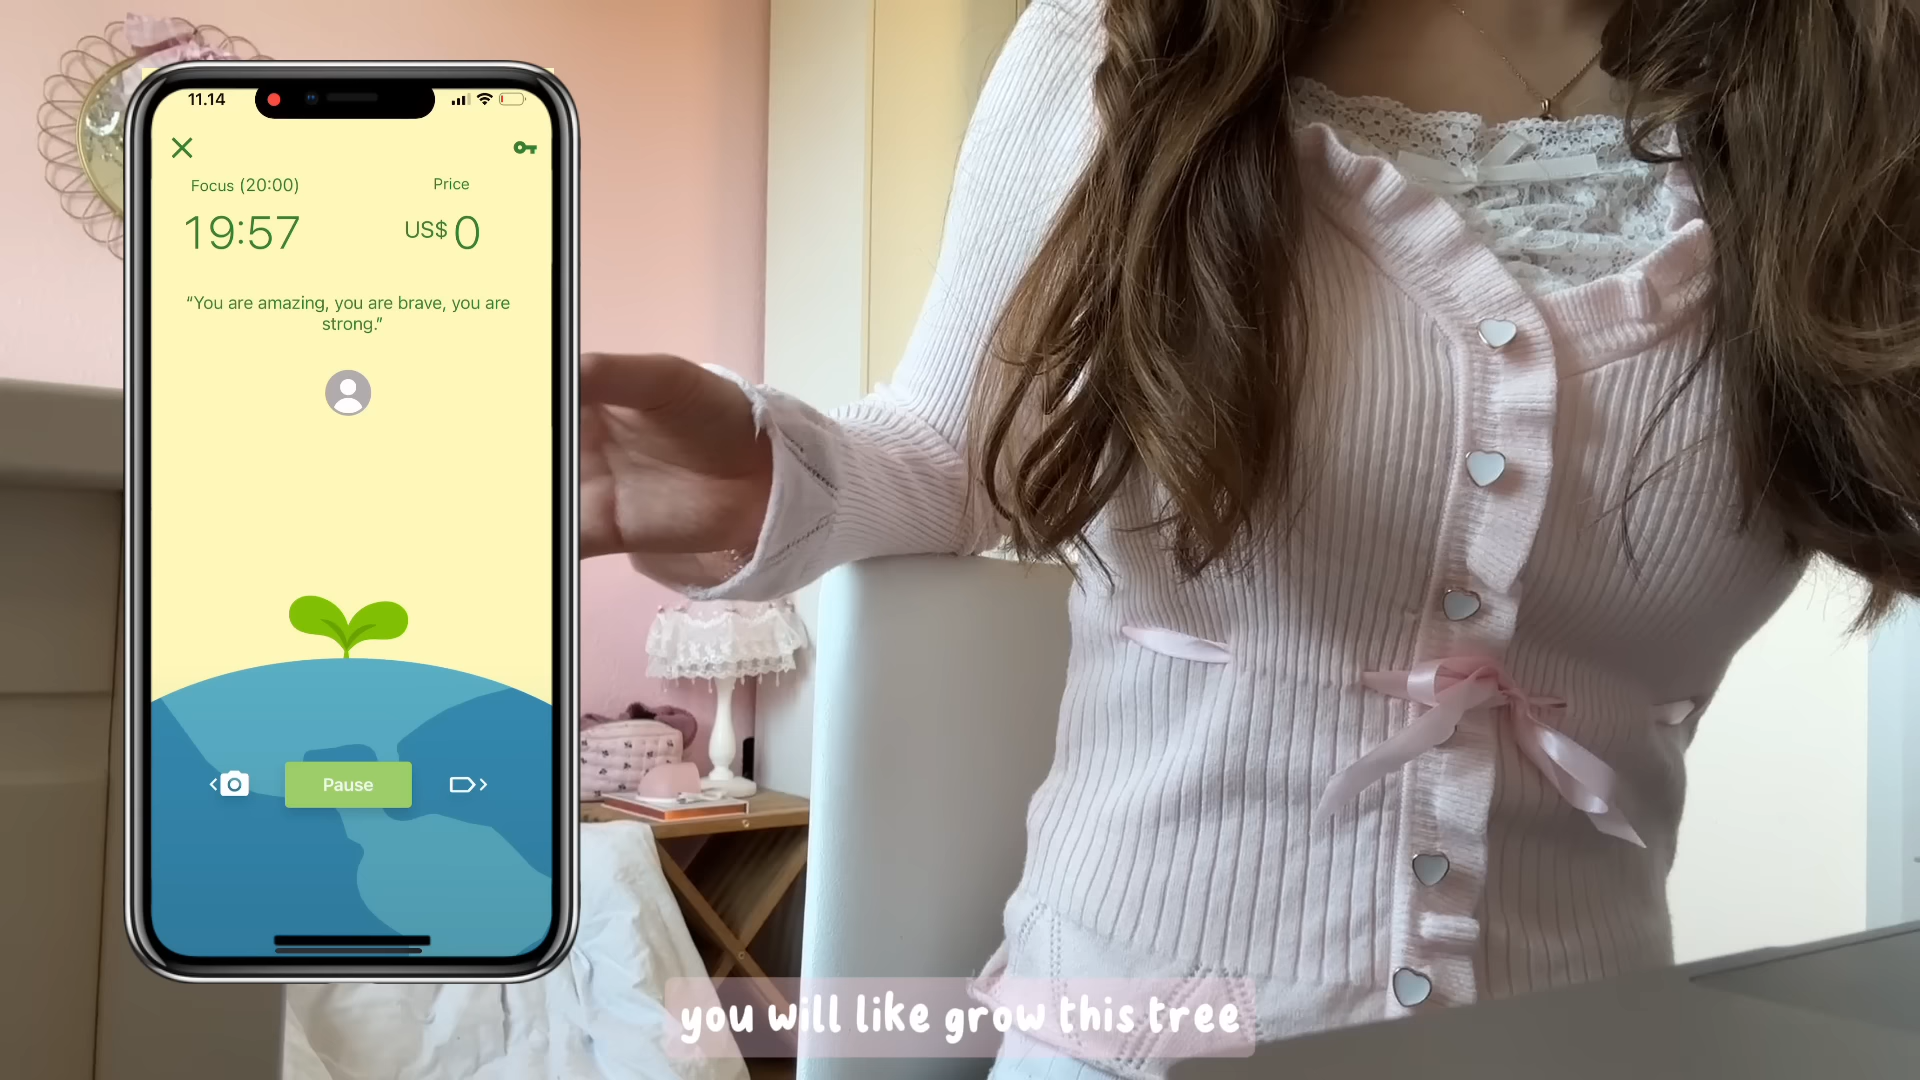 11.14
Focus (20:00)
Price
19:57
US$ 0
“You are amazing, you are brave, you are
strong.”
Pause
you will like grow this tree